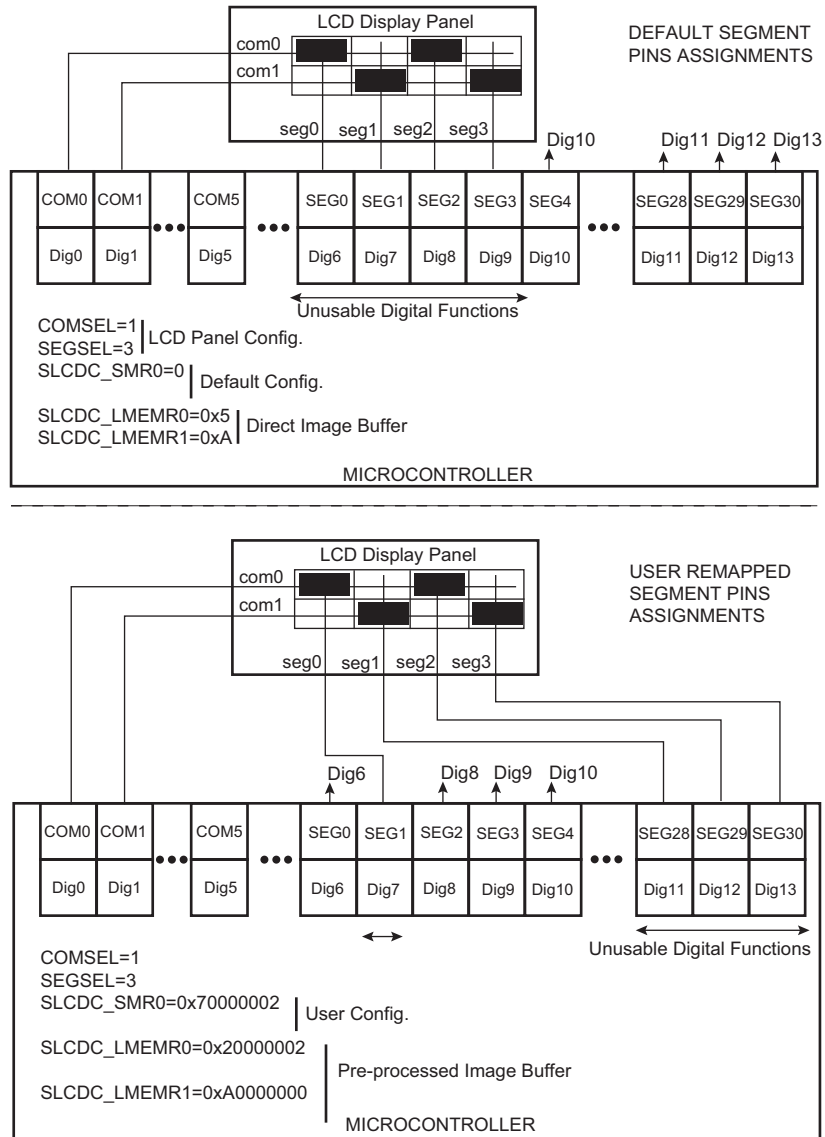 LCD Display Panel
DEFAULT SEGMENT
PINS ASSIGNMENTS
com0
com1
seg0 seg1 seg2 seg3
Dig10 Dig11 Dig12 Dig13
COM0 COM1 COM5 SEG0 SEG1 SEG2 SEG3 SEG4 SEG28 SEG29 SEG30
Dig0 Dig1 Dig5 Dig6 Dig7 Dig8 Dig9 Dig10 Dig11 Dig12 Dig13
Unusable Digital Functions
COMSEL=1
SEGSEL=3
LCD Panel Config.
SLCDC_SMR0=0
Default Config.
SLCDC_LMEMR0=0x5
SLCDC_LMEMR1=0xA
Direct Image Buffer
MICROCONTROLLER
LCD Display Panel
USER REMAPPED
SEGMENT PINS
ASSIGNMENTS
com0
com1
seg0 seg1 seg2 seg3
Dig6 Dig8 Dig9 Dig10
COM0 COM1 COM5 SEG0 SEG1 SEG2 SEG3 SEG4 SEG28 SEG29 SEG30
Dig0 Dig1 Dig5 Dig6 Dig7 Dig8 Dig9 Dig10 Dig11 Dig12 Dig13
Unusable Digital Functions
COMSEL=1
SEGSEL=3
SLCDC_SMR0=0x70000002
User Config.
SLCDC_LMEMR0=0x20000002
Pre-processed Image Buffer
SLCDC_LMEMR1=0xA0000000
MICROCONTROLLER